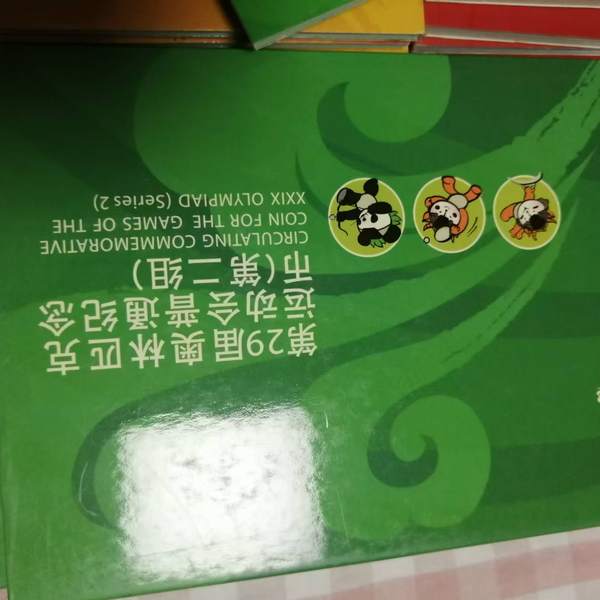 第29届奥林匹克
运动会普通纪念
币(第二组)
CIRCULATING COMMEMORATIVE
COIN FOR THE GAMES OF THE
XXIX OLYMPIAD (Series 2)